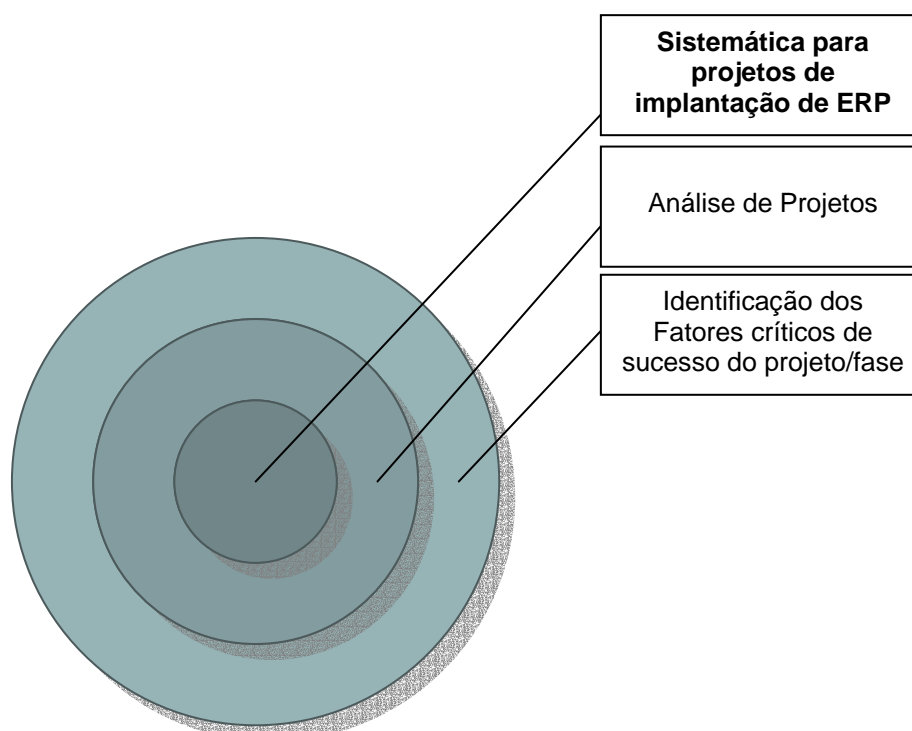 Sistemática para
projetos de
implantação de ERP
Análise de Projetos
Identificação dos
Fatores críticos de
sucesso do projeto/fase